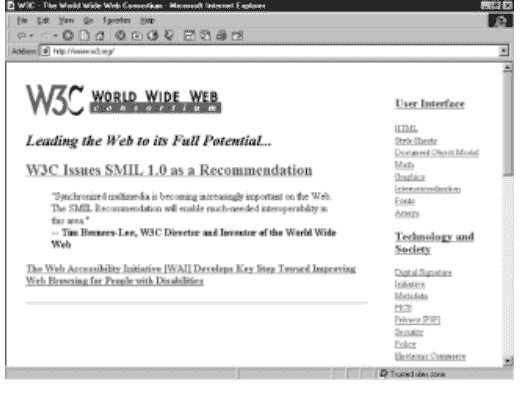 W3C - The World Wide Web Consortium - Microsoft Internet Explorer
File Edit View Go Favorites Help
Address http://www.w3.org/
W3C WORLD WIDE WEB
consortium
Leading the Web to its Full Potential...
W3C Issues SMIL 1.0 as a Recommendation
"Synchronized multimedia is becoming increasingly important on the Web.
The SMIL Recommendation will enable much-needed interoperability in
this area."
-- Tim Berners-Lee, W3C Director and Inventor of the World Wide
Web
The Web Accessibility Initiative [WAI] Develops Key Step Toward Improving
Web Browsing for People with Disabilities
User Interface
HTML
Style Sheets
Document Object Model
Math
Graphics
Internationalization
Fonts
Amaya
Technology and
Society
Digital Signature
Initiative
Metadata
PICS
Privacy [P3P]
Security
Policy
Electronic Commerce
Trusted sites zone